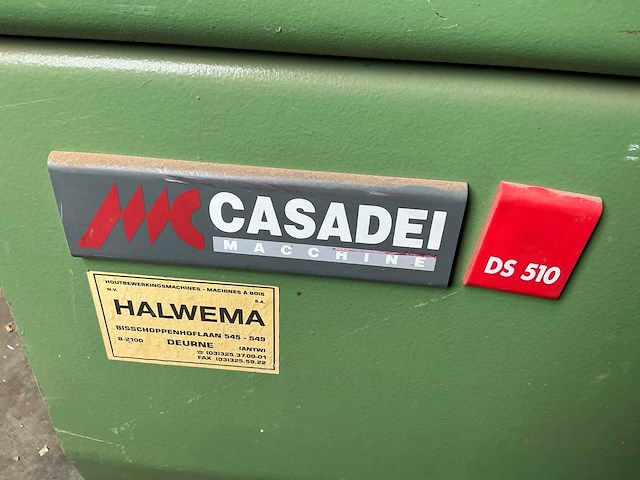 CASADEI
MACCHINE
DS 510
HOUTBEWERKINGSMACHINES - MACHINES À BOIS
N.V. S.A.
HALWEMA
BISSCHOPPENHOFLAAN 545 - 549
B-2100 DEURNE (ANTW)
☎ (03)325.37.00-01
FAX (03)325.59.22